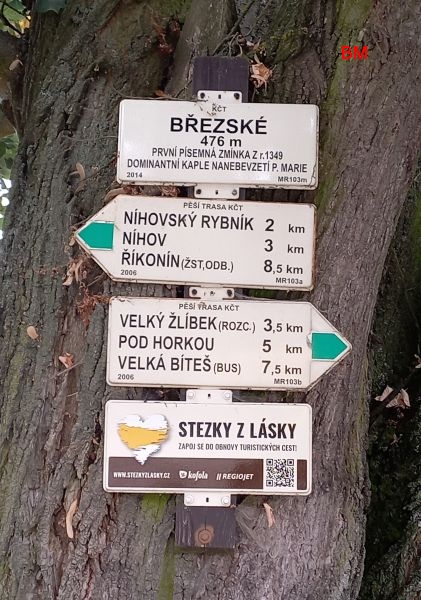 BM
KČT
BŘEZSKÉ
476 m
PRVNÍ PÍSEMNÁ ZMÍNKA Z r.1349
DOMINANTNÍ KAPLE NANEBEVZETÍ P. MARIE
2014 MR103m
PĚŠÍ TRASA KČT
NÍHOVSKÝ RYBNÍK 2 km
NÍHOV 3 km
ŘÍKONÍN (ŽST,ODB.) 8,5 km
2006 MR103a
PĚŠÍ TRASA KČT
VELKÝ ŽLÍBEK (ROZC.) 3,5 km
POD HORKOU 5 km
VELKÁ BÍTEŠ (BUS) 7,5 km
2006 MR103b
STEZKY Z LÁSKY
ZAPOJ SE DO OBNOVY TURISTICKÝCH CEST!
WWW.STEZKYZLÁSKY.CZ kofola // REGIOJET